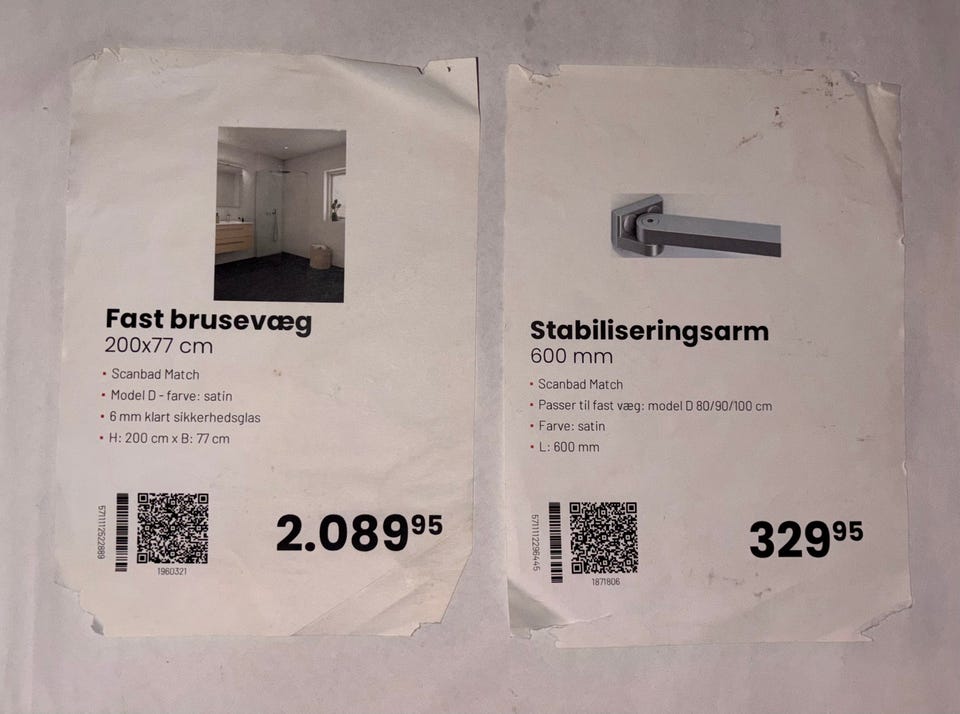 Fast brusevæg
200x77 cm
• Scanbad Match
• Model D - farve: satin
• 6 mm klart sikkerhedsglas
• H: 200 cm x B: 77 cm
5711112522889
1960321
2.08995
Stabiliseringsarm
600 mm
• Scanbad Match
• Passer til fast væg: model D 80/90/100 cm
• Farve: satin
• L: 600 mm
5711112296445
1871806
32995